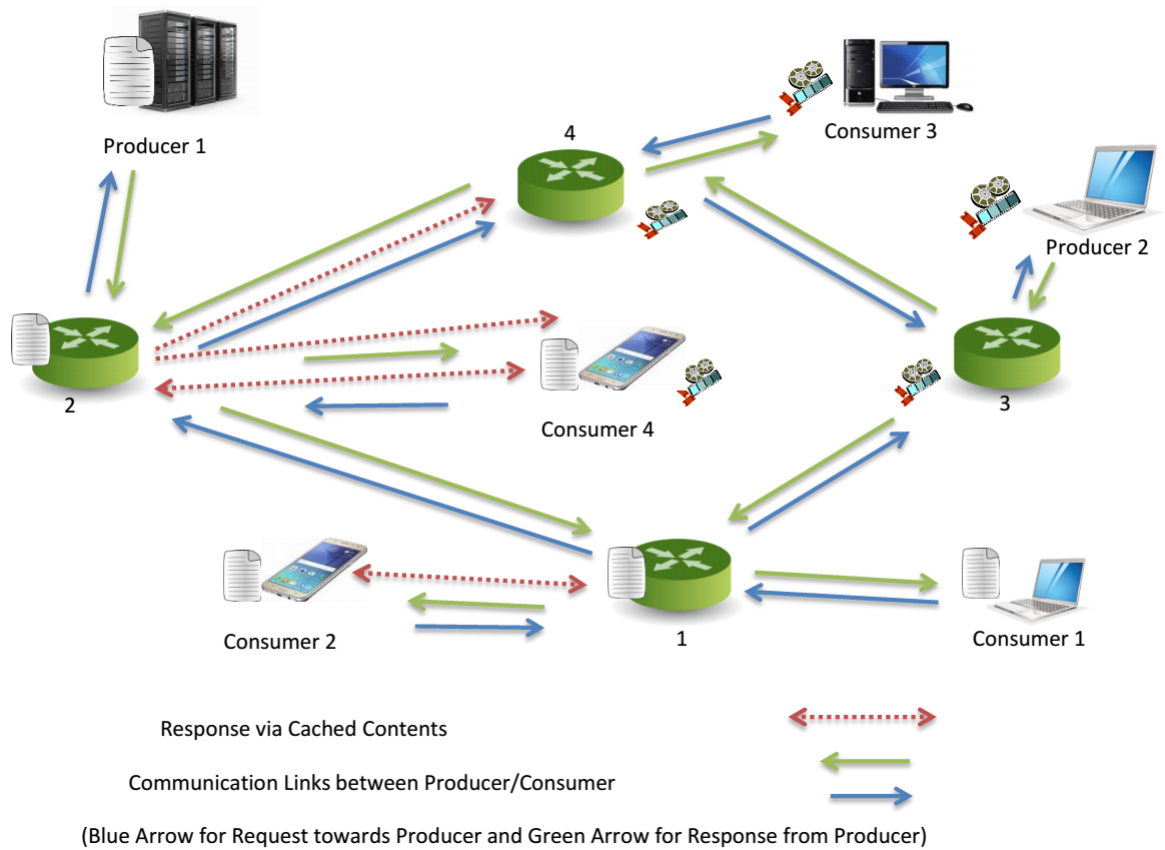 Producer 1
4
Consumer 3
Producer 2
2
Consumer 4
3
Consumer 2
1
Consumer 1
Response via Cached Contents
Communication Links between Producer/Consumer
(Blue Arrow for Request towards Producer and Green Arrow for Response from Producer)